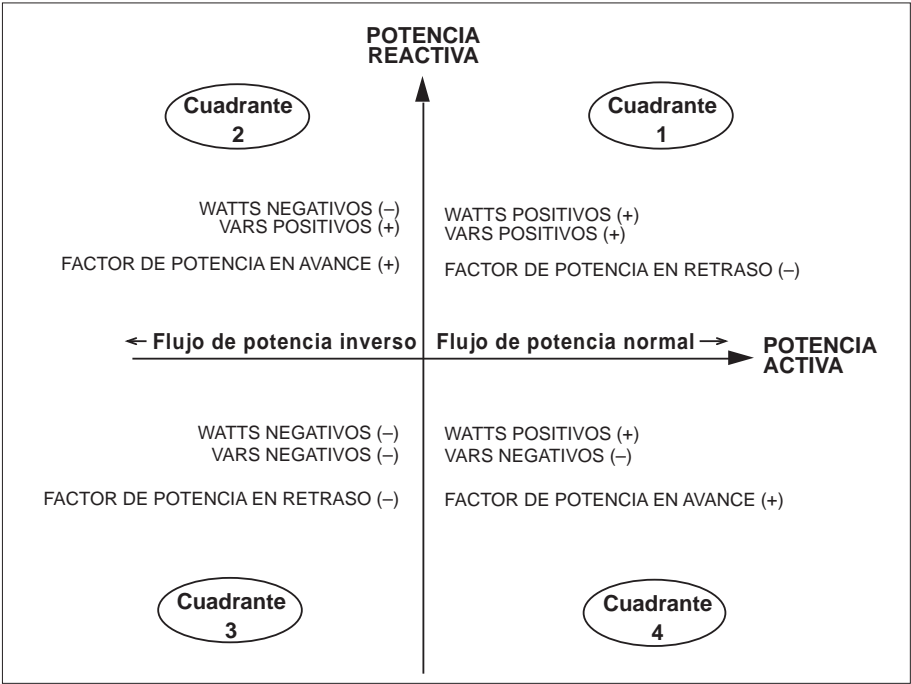 POTENCIA
REACTIVA
Cuadrante
2
Cuadrante
1
WATTS NEGATIVOS (–)
VARS POSITIVOS (+)
FACTOR DE POTENCIA EN AVANCE (+)
WATTS POSITIVOS (+)
VARS POSITIVOS (+)
FACTOR DE POTENCIA EN RETRASO (–)
← Flujo de potencia inverso
Flujo de potencia normal →
POTENCIA
ACTIVA
WATTS NEGATIVOS (–)
VARS NEGATIVOS (–)
FACTOR DE POTENCIA EN RETRASO (–)
WATTS POSITIVOS (+)
VARS NEGATIVOS (–)
FACTOR DE POTENCIA EN AVANCE (+)
Cuadrante
3
Cuadrante
4